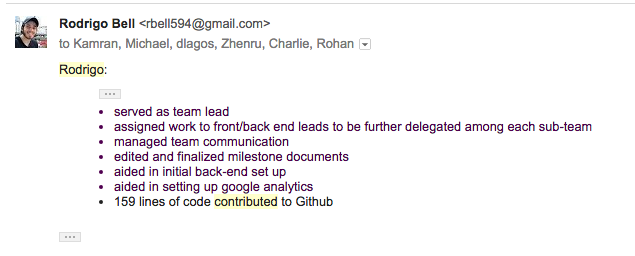 Rodrigo Bell <rbell594@gmail.com>
to Kamran, Michael, dlagos, Zhenru, Charlie, Rohan
Rodrigo:
•••
• served as team lead
• assigned work to front/back end leads to be further delegated among each sub-team
• managed team communication
• edited and finalized milestone documents
• aided in initial back-end set up
• aided in setting up google analytics
• 159 lines of code contributed to Github
•••